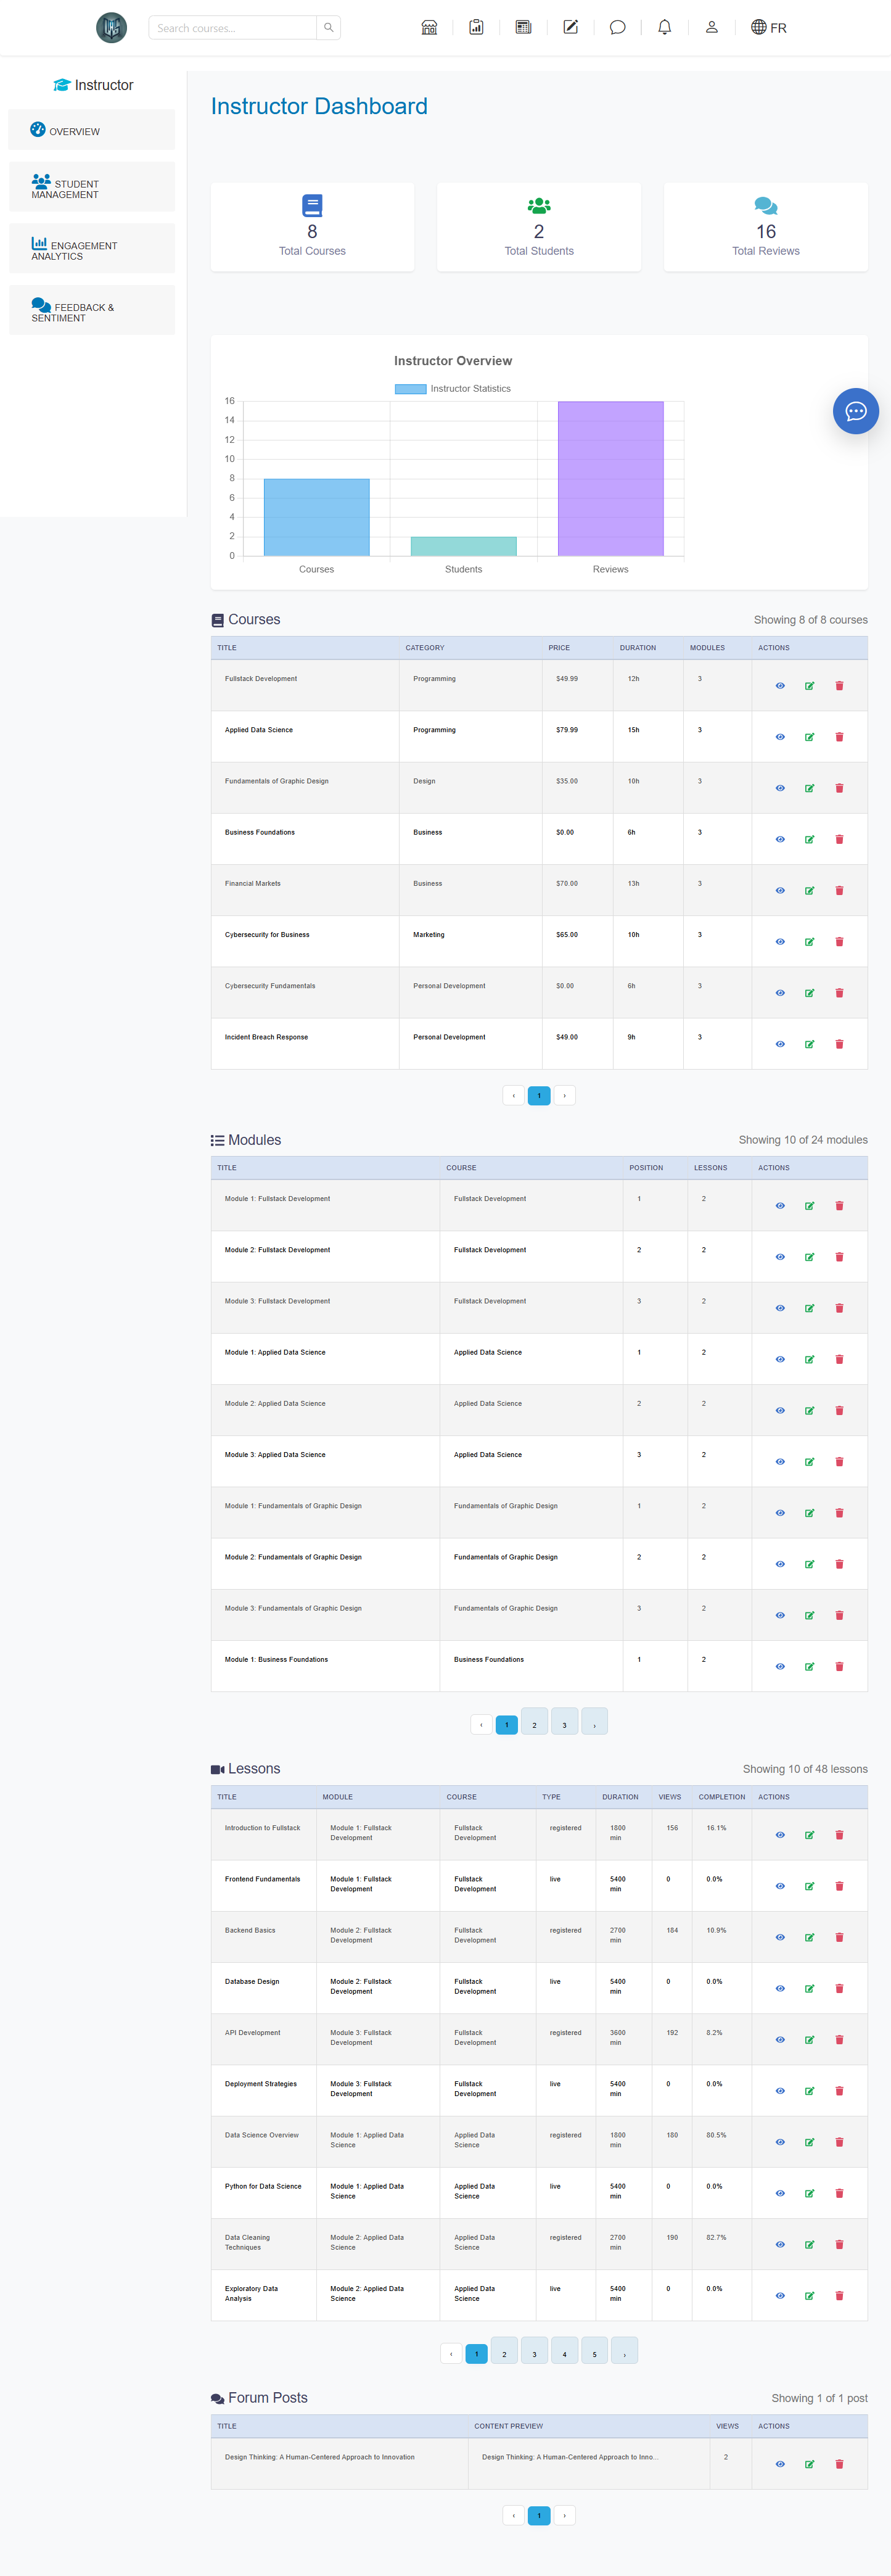 Search courses...
FR
Instructor
OVERVIEW
STUDENT
MANAGEMENT
ENGAGEMENT
ANALYTICS
FEEDBACK &
SENTIMENT
Instructor Dashboard
8
Total Courses
2
Total Students
16
Total Reviews
Instructor Overview
Instructor Statistics
16
14
12
10
8
6
4
2
0
Courses Students Reviews
Courses
Showing 8 of 8 courses
TITLE CATEGORY PRICE DURATION MODULES ACTIONS
Fullstack Development Programming $49.99 12h 3
Applied Data Science Programming $79.99 15h 3
Fundamentals of Graphic Design Design $35.00 10h 3
Business Foundations Business $0.00 6h 3
Financial Markets Business $70.00 13h 3
Cybersecurity for Business Marketing $65.00 10h 3
Cybersecurity Fundamentals Personal Development $0.00 6h 3
Incident Breach Response Personal Development $49.00 9h 3
‹ 1 ›
Modules
Showing 10 of 24 modules
TITLE COURSE POSITION LESSONS ACTIONS
Module 1: Fullstack Development Fullstack Development 1 2
Module 2: Fullstack Development Fullstack Development 2 2
Module 3: Fullstack Development Fullstack Development 3 2
Module 1: Applied Data Science Applied Data Science 1 2
Module 2: Applied Data Science Applied Data Science 2 2
Module 3: Applied Data Science Applied Data Science 3 2
Module 1: Fundamentals of Graphic Design Fundamentals of Graphic Design 1 2
Module 2: Fundamentals of Graphic Design Fundamentals of Graphic Design 2 2
Module 3: Fundamentals of Graphic Design Fundamentals of Graphic Design 3 2
Module 1: Business Foundations Business Foundations 1 2
‹ 1 2 3 ›
Lessons
Showing 10 of 48 lessons
TITLE MODULE COURSE TYPE DURATION VIEWS COMPLETION ACTIONS
Introduction to Fullstack Module 1: Fullstack Fullstack registered 1800 156 16.1%
Development Development min
Frontend Fundamentals Module 1: Fullstack Fullstack live 5400 0 0.0%
Development Development min
Backend Basics Module 2: Fullstack Fullstack registered 2700 184 10.9%
Development Development min
Database Design Module 2: Fullstack Fullstack live 5400 0 0.0%
Development Development min
API Development Module 3: Fullstack Fullstack registered 3600 192 8.2%
Development Development min
Deployment Strategies Module 3: Fullstack Fullstack live 5400 0 0.0%
Development Development min
Data Science Overview Module 1: Applied Data Applied Data registered 1800 180 80.5%
Science Science min
Python for Data Science Module 1: Applied Data Applied Data live 5400 0 0.0%
Science Science min
Data Cleaning Module 2: Applied Data Applied Data registered 2700 190 82.7%
Techniques Science Science min
Exploratory Data Module 2: Applied Data Applied Data live 5400 0 0.0%
Analysis Science Science min
‹ 1 2 3 4 5 ›
Forum Posts
Showing 1 of 1 post
TITLE CONTENT PREVIEW VIEWS ACTIONS
Design Thinking: A Human-Centered Approach to Innovation Design Thinking: A Human-Centered Approach to Inno... 2
‹ 1 ›